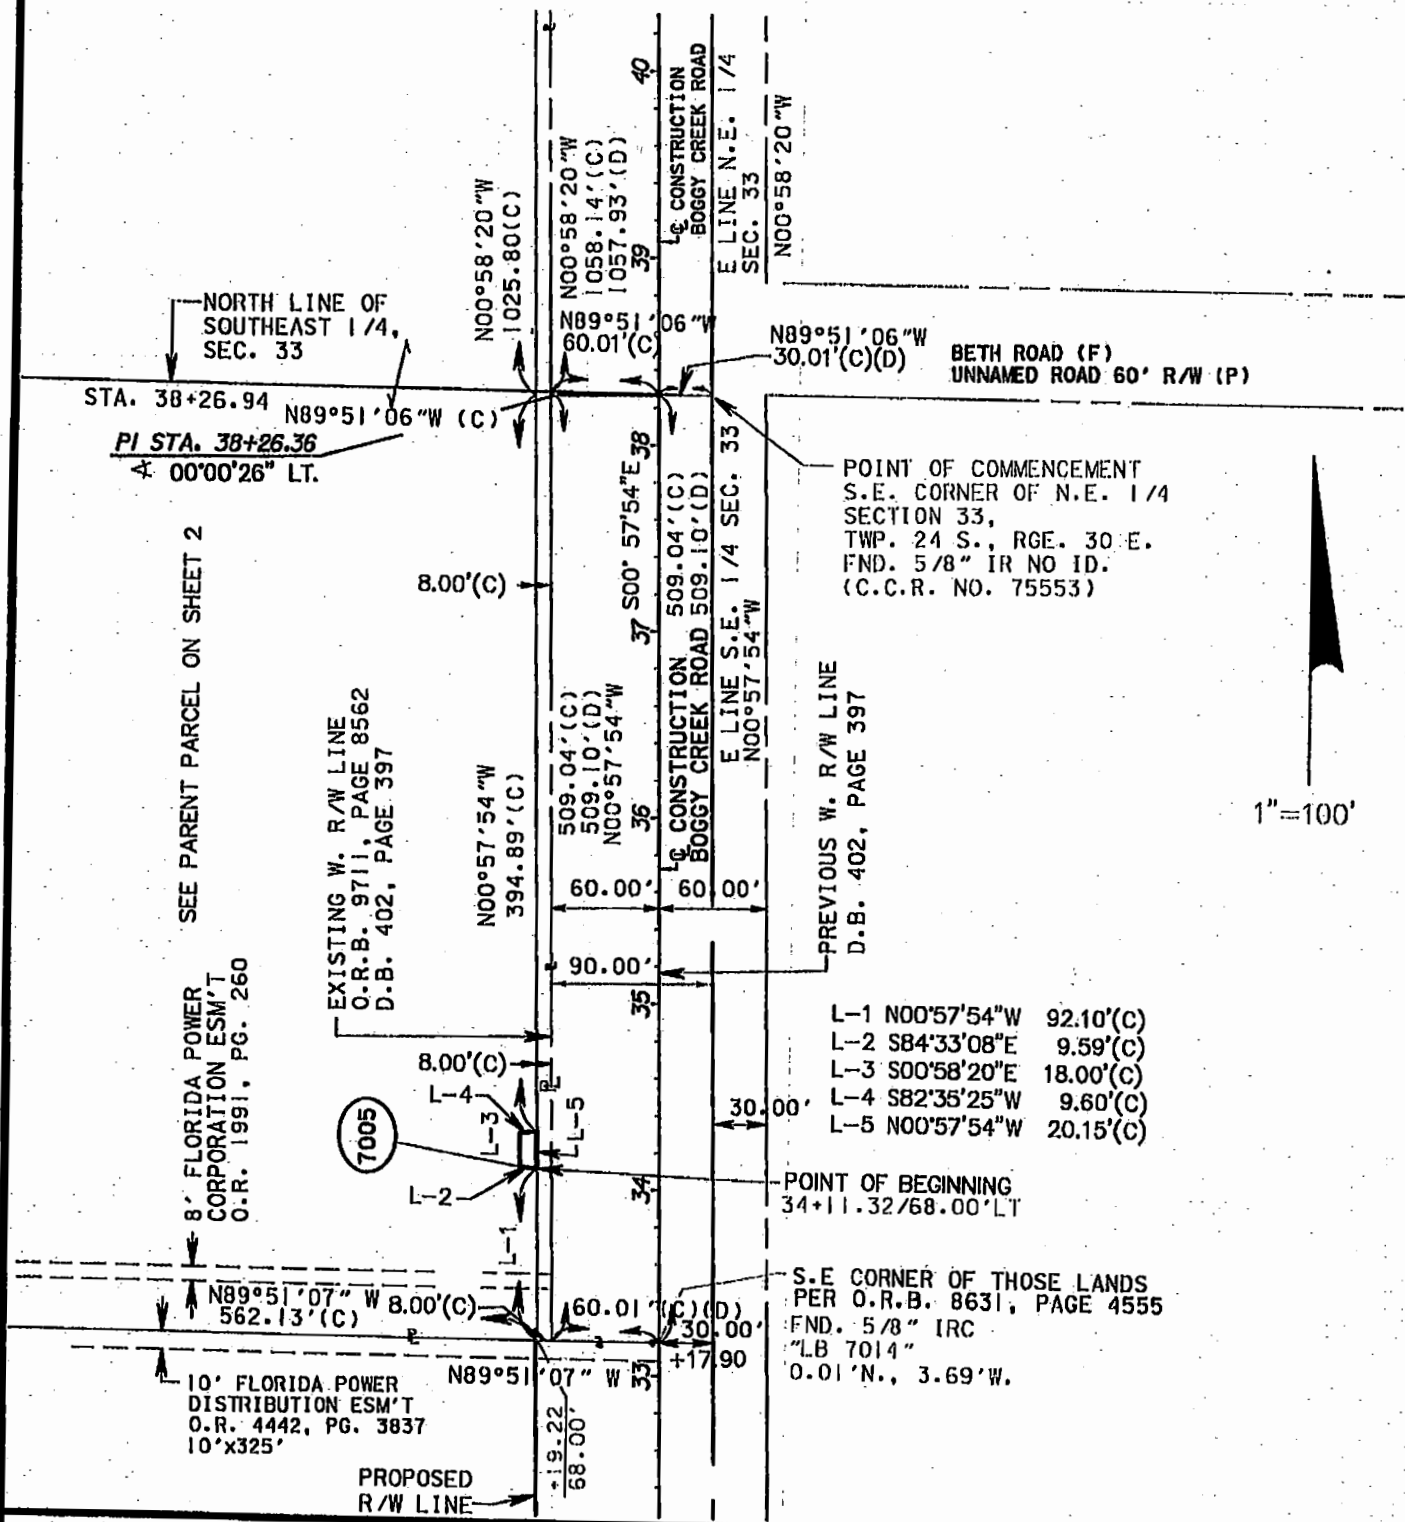 40
℄ CONSTRUCTION
BOGGY CREEK ROAD
E LINE N.E. 1/4
SEC. 33
N00°58'20"W
N00°58'20"W
1025.80(C)
N00°58'20"W
1058.14'(C)
1057.93'(D)
39
NORTH LINE OF
SOUTHEAST 1/4,
SEC. 33
N89°51'06"W
60.01'(C)
N89°51'06"W
30.01'(C)(D)
BETH ROAD (F)
UNNAMED ROAD 60' R/W (P)
STA. 38+26.94
N89°51'06"W (C)
PI STA. 38+26.36
00°00'26" LT.
38
POINT OF COMMENCEMENT
S.E. CORNER OF N.E. 1/4
SECTION 33,
TWP. 24 S., RGE. 30 E.
FND. 5/8" IR NO ID.
(C.C.R. NO. 75553)
SEE PARENT PARCEL ON SHEET 2
8.00'(C)
S00°57'54"E
37
509.04'(C)
509.10'(D)
℄ CONSTRUCTION
BOGGY CREEK ROAD
E LINE S.E. 1/4 SEC. 33
N00°57'54"W
EXISTING W. R/W LINE
O.R.B. 9711, PAGE 8562
D.B. 402, PAGE 397
N00°57'54"W
394.89'(C)
509.04'(C)
509.10'(D)
N00°57'54"W
36
PREVIOUS W. R/W LINE
D.B. 402, PAGE 397
1"=100'
60.00'
60.00'
90.00'
35
8' FLORIDA POWER
CORPORATION ESM'T
O.R. 1991, PG. 260
8.00'(C)
L-4
L-3
L-5
7005
L-2
L-1
34
30.00'
L-1 N00°57'54"W 92.10'(C)
L-2 S84°33'08"E 9.59'(C)
L-3 S00°58'20"E 18.00'(C)
L-4 S82°35'25"W 9.60'(C)
L-5 N00°57'54"W 20.15'(C)
POINT OF BEGINNING
34+11.32/68.00'LT
N89°51'07" W
562.13'(C)
8.00'(C)
60.01'(C)(D)
30.00'
+17.90
S.E CORNER OF THOSE LANDS
PER O.R.B. 8631, PAGE 4555
FND. 5/8" IRC
"LB 7014"
0.01'N., 3.69'W.
N89°51'07" W
33
10' FLORIDA POWER
DISTRIBUTION ESM'T
O.R. 4442, PG. 3837
10'x325'
+19.22
68.00'
PROPOSED
R/W LINE